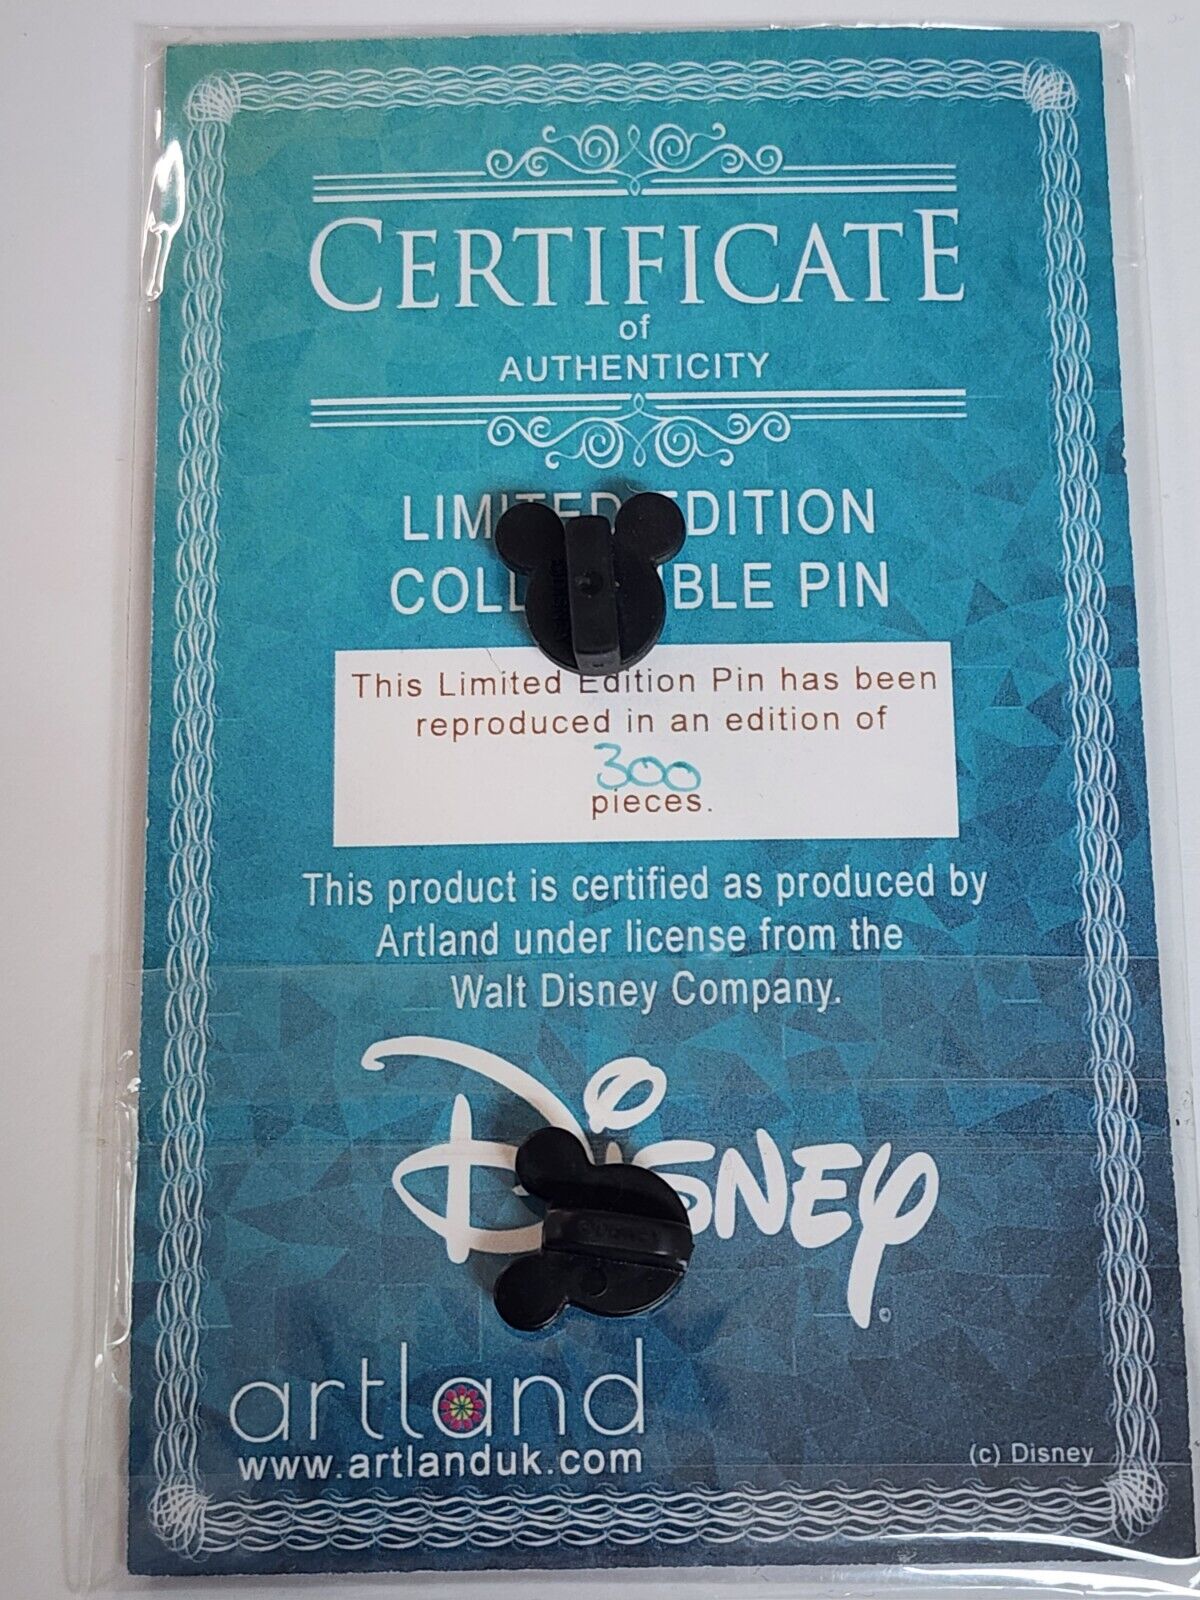 CERTIFICATE
of
AUTHENTICITY
LIMITED EDITION
COLL BLE PIN
This Limited Edition Pin has been
reproduced in an edition of
300
pieces.
This product is certified as produced by
Artland under license from the
Walt Disney Company.
DISNEY
artland
www.artlanduk.com
(c) Disney